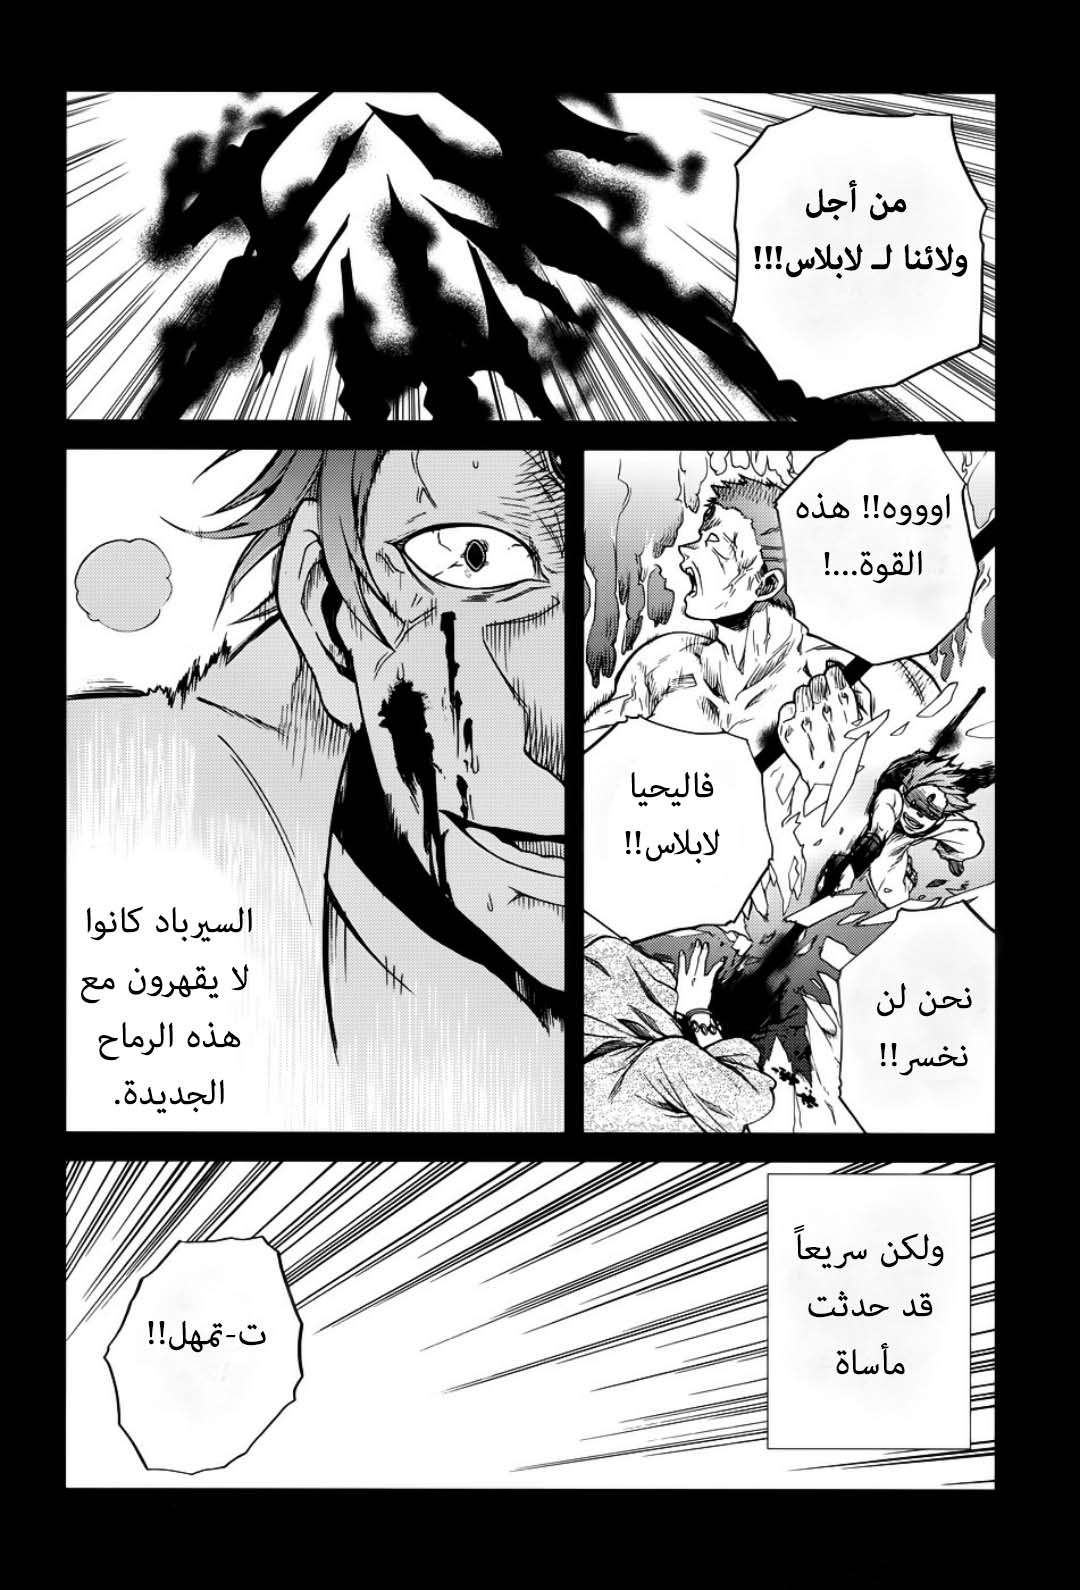 من أجل
ولائنا لـ لابلاس!!!
اوووه!! هذه
القوة...!
فاليحيا
لابلاس!!
نحن لن
نخسر!!
السيرباد كانوا
لا يقهرون مع
هذه الرماح
الجديدة.
ولكن سريعاً
قد حدثت
مأساة
ت-تمهل!!